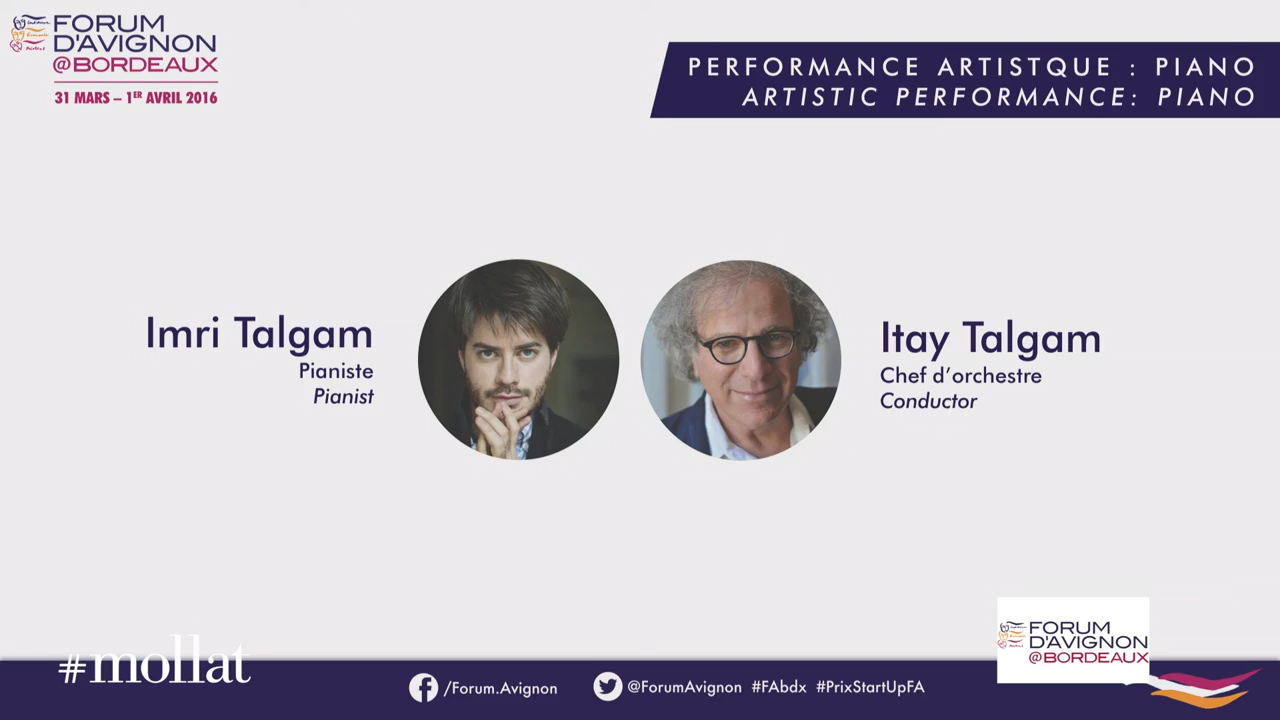 FORUM
D'AVIGNON
@BORDEAUX
31 MARS – 1ER AVRIL 2016
PERFORMANCE ARTISTQUE : PIANO
ARTISTIC PERFORMANCE: PIANO
Imri Talgam
Pianiste
Pianist
Itay Talgam
Chef d'orchestre
Conductor
#mollat
/Forum.Avignon
@ForumAvignon #FAbdx #PrixStartUpFA
FORUM
D'AVIGNON
@BORDEAUX